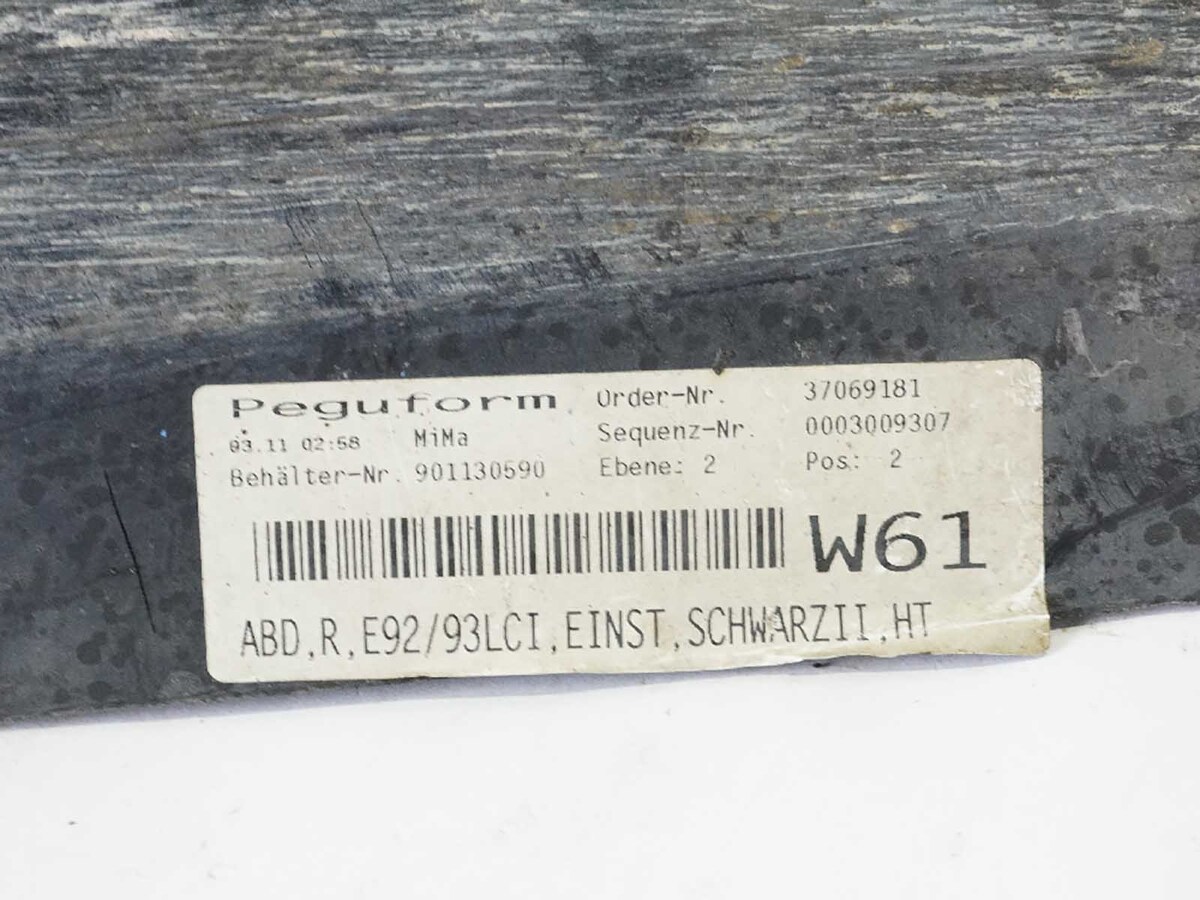 Peguform Order-Nr. 37069181
03.11 02:58 MiMa Sequenz-Nr. 0003009307
Behälter-Nr. 901130590 Ebene: 2 Pos: 2
W61
ABD,R,E92/93LCI,EINST,SCHWARZII,HT